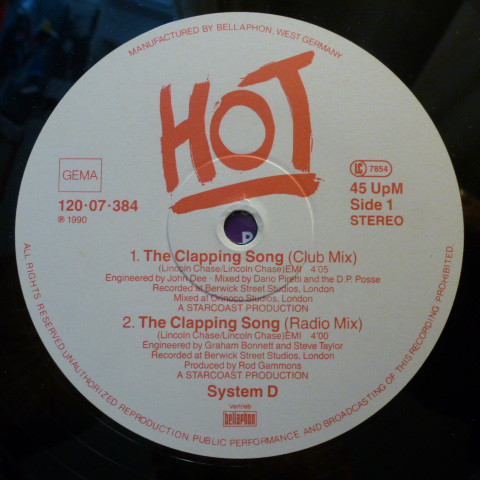 MANUFACTURED BY BELLAPHON, WEST GERMANY
HOT
GEMA
LC 7854
120·07·384
℗ 1990
45 UpM
Side 1
STEREO
1. The Clapping Song (Club Mix)
(Lincoln Chase/Lincoln Chase)EMI 4'05
Engineered by John Dee · Mixed by Dario Piretti and the D.P. Posse
Recorded at Berwick Street Studios, London
Mixed at Orinoco Studios, London
A STARCOAST PRODUCTION
2. The Clapping Song (Radio Mix)
(Lincoln Chase/Lincoln Chase)EMI 4'00
Engineered by Graham Bonnett and Steve Taylor
Recorded at Berwick Street Studios, London
Produced by Rod Gammons
A STARCOAST PRODUCTION
System D
Vertrieb
bellaphon
ALL RIGHTS RESERVED. UNAUTHORIZED REPRODUCTION, PUBLIC PERFORMANCE AND BROADCASTING OF THIS RECORDING PROHIBITED.